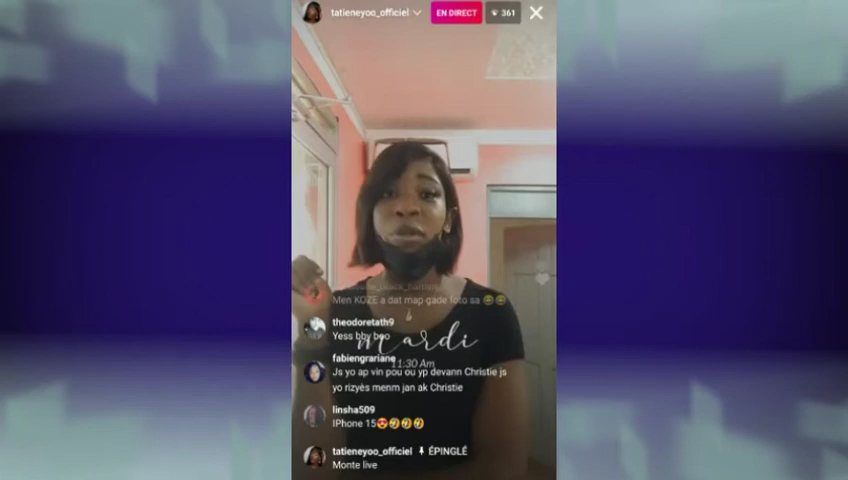 tatieneyoo_officiel
EN DIRECT
361
Men KOZE a dat map gade foto sa 😂😂
theodoretath9
Yess bby boo
mardi
11:30 Am
fabiengrariane
Js yo ap vin pou ou yp devann Christie js
yo rizyès menm jan ak Christie
linsha509
IPhone 15😍🤣🤣🤣
tatieneyoo_officiel ÉPINGLÉ
Monte live